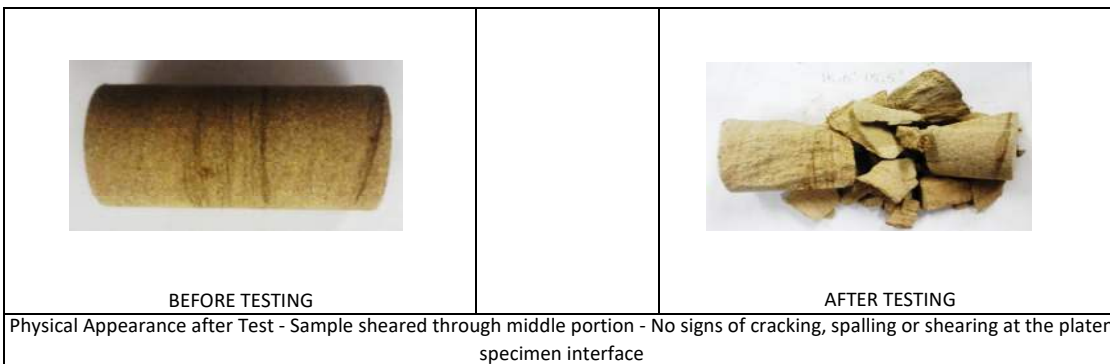 BEFORE TESTING
AFTER TESTING
Physical Appearance after Test - Sample sheared through middle portion - No signs of cracking, spalling or shearing at the platen
specimen interface